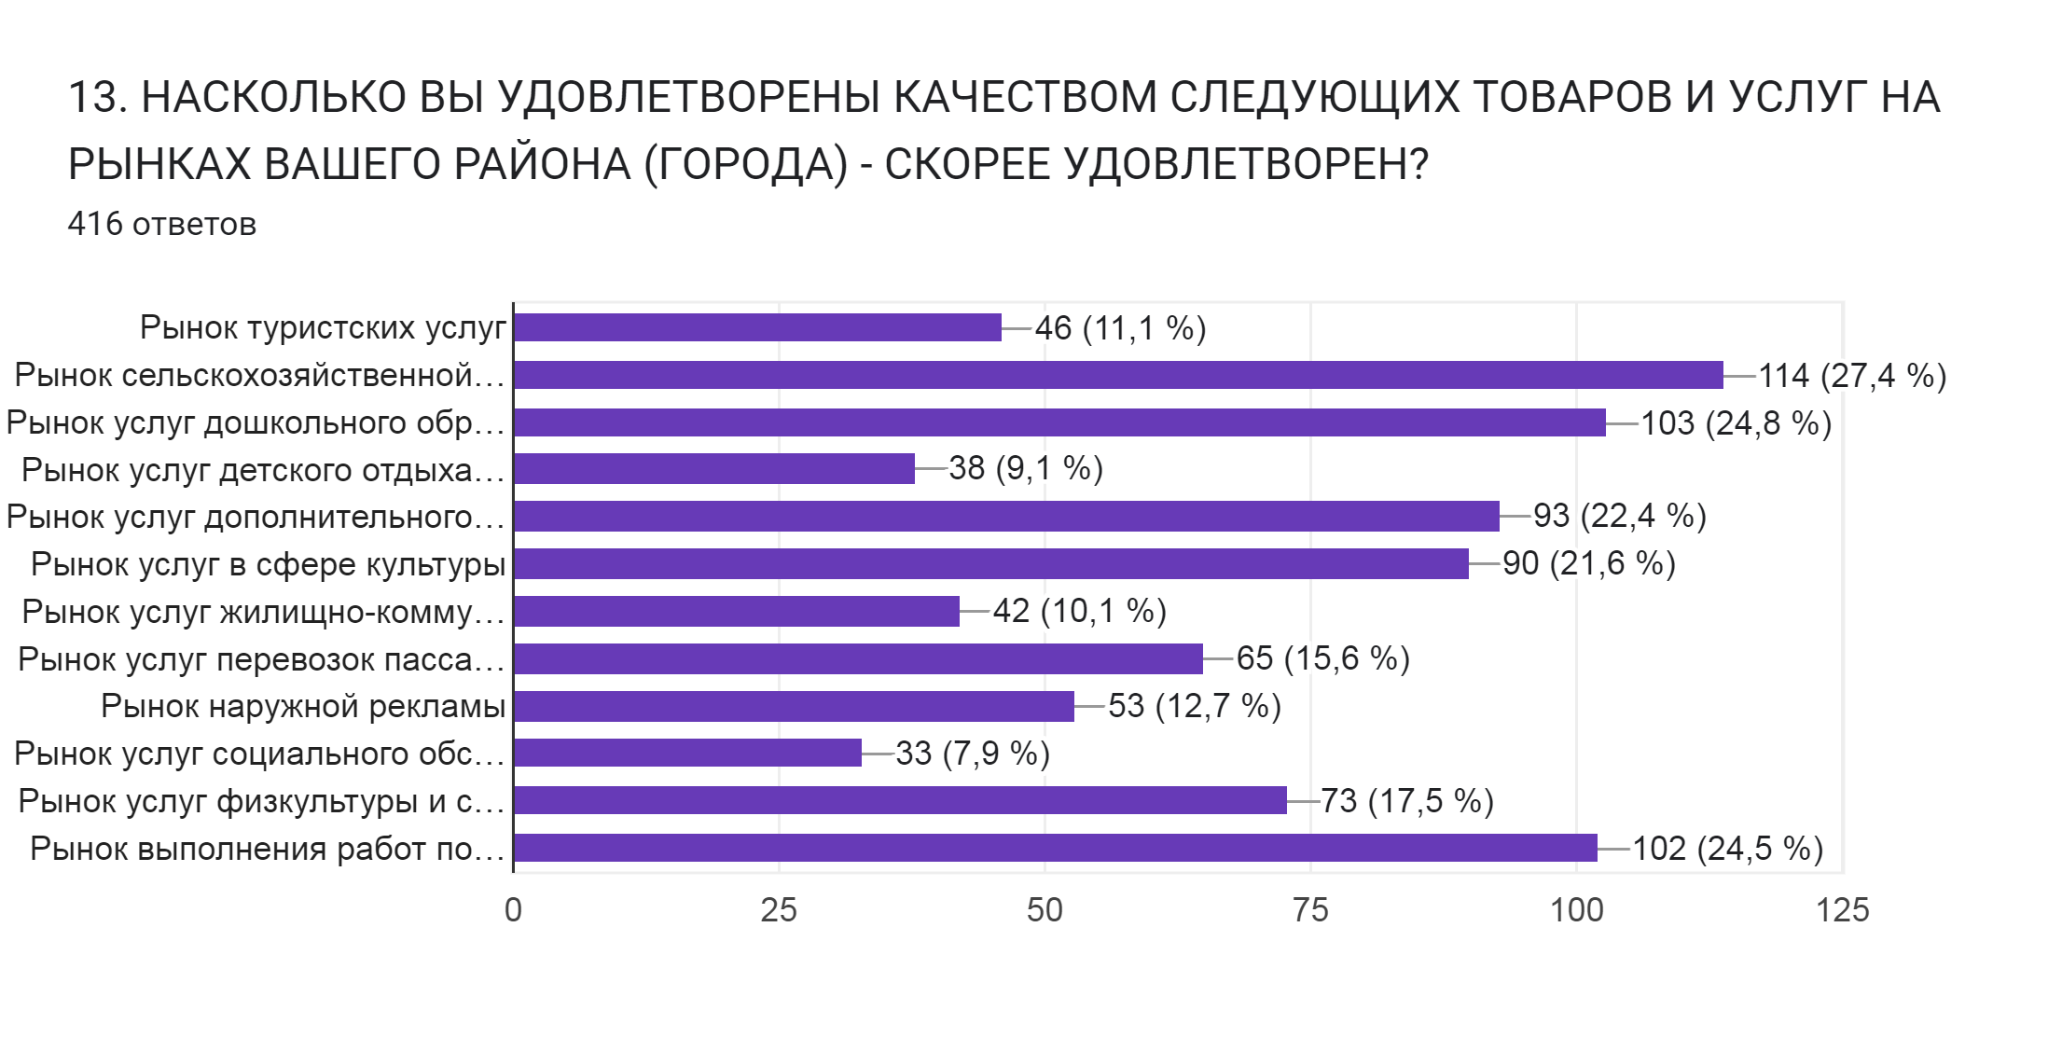 13. НАСКОЛЬКО ВЫ УДОВЛЕТВОРЕНЫ КАЧЕСТВОМ СЛЕДУЮЩИХ ТОВАРОВ И УСЛУГ НА
РЫНКАХ ВАШЕГО РАЙОНА (ГОРОДА) - СКОРЕЕ УДОВЛЕТВОРЕН?
416 ответов
Рынок туристских услуг 46 (11,1 %)
Рынок сельскохозяйственной… 114 (27,4 %)
Рынок услуг дошкольного обр… 103 (24,8 %)
Рынок услуг детского отдыха… 38 (9,1 %)
Рынок услуг дополнительного… 93 (22,4 %)
Рынок услуг в сфере культуры 90 (21,6 %)
Рынок услуг жилищно-комму… 42 (10,1 %)
Рынок услуг перевозок пасса… 65 (15,6 %)
Рынок наружной рекламы 53 (12,7 %)
Рынок услуг социального обс… 33 (7,9 %)
Рынок услуг физкультуры и с… 73 (17,5 %)
Рынок выполнения работ по… 102 (24,5 %)
0 25 50 75 100 125